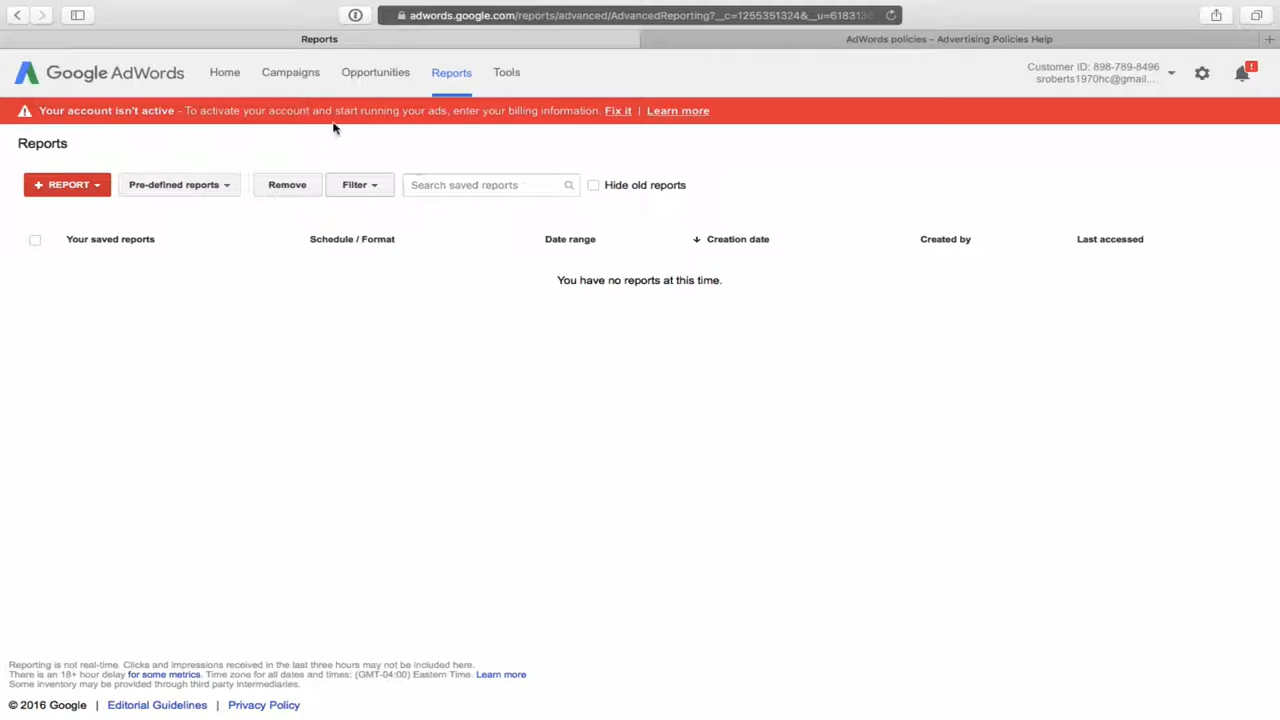 adwords.google.com/reports/advanced/AdvancedReporting?__c=1255351324&__u=6183136
Reports
AdWords policies – Advertising Policies Help
Google AdWords
Home
Campaigns
Opportunities
Reports
Tools
Customer ID: 898-789-8496
sroberts1970hc@gmail....
!
Your account isn't active - To activate your account and start running your ads, enter your billing information. Fix it | Learn more
Reports
+ REPORT
Pre-defined reports
Remove
Filter
Search saved reports
Hide old reports
Your saved reports
Schedule / Format
Date range
Creation date
Created by
Last accessed
You have no reports at this time.
Reporting is not real-time. Clicks and impressions received in the last three hours may not be included here.
There is an 18+ hour delay for some metrics. Time zone for all dates and times: (GMT-04:00) Eastern Time. Learn more
Some inventory may be provided through third party intermediaries.
© 2016 Google | Editorial Guidelines | Privacy Policy